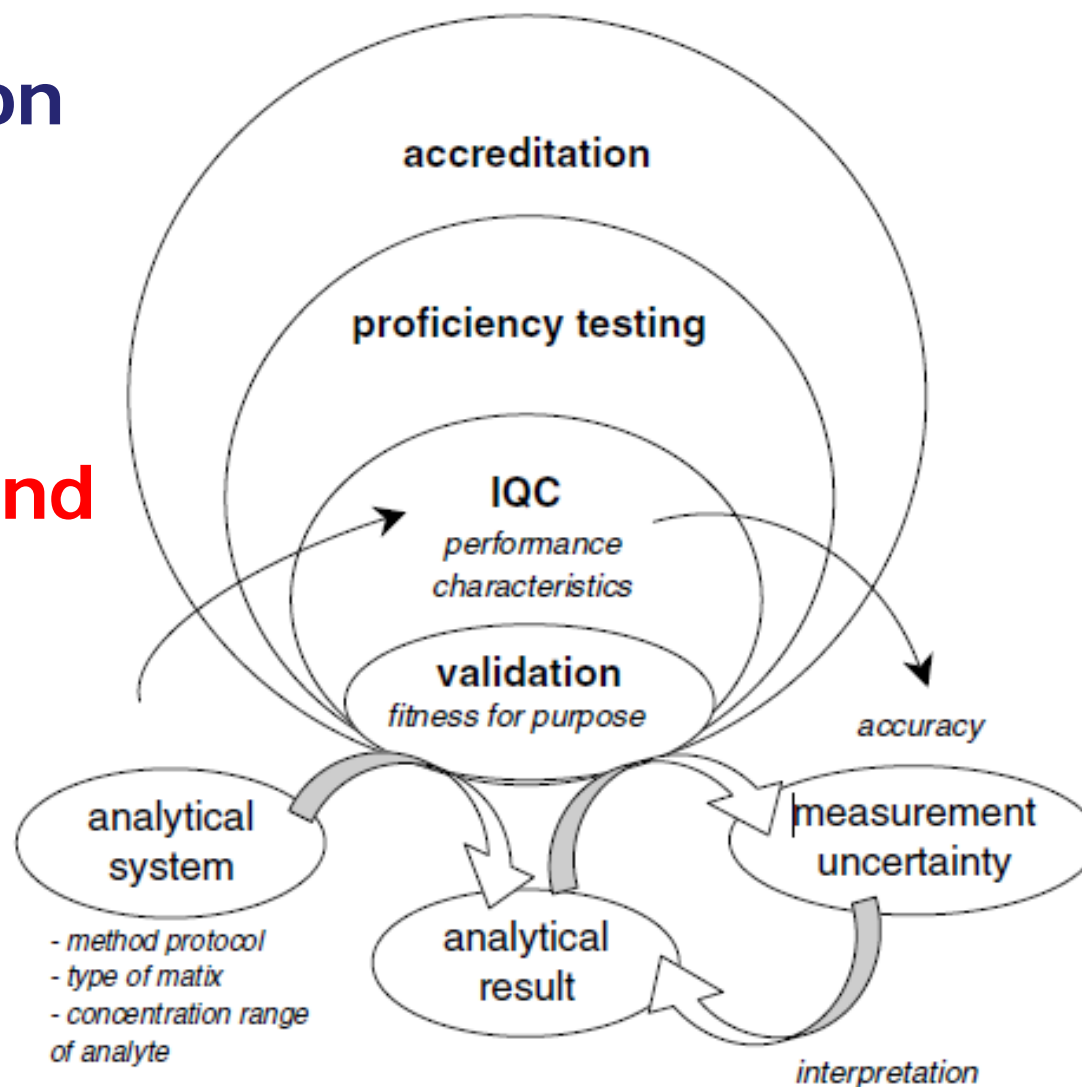 on
accreditation
proficiency testing
nd
IQC
performance
characteristics
validation
fitness for purpose
accuracy
analytical
system
measurement
uncertainty
- method protocol
- type of matix
- concentration range
of analyte
analytical
result
interpretation